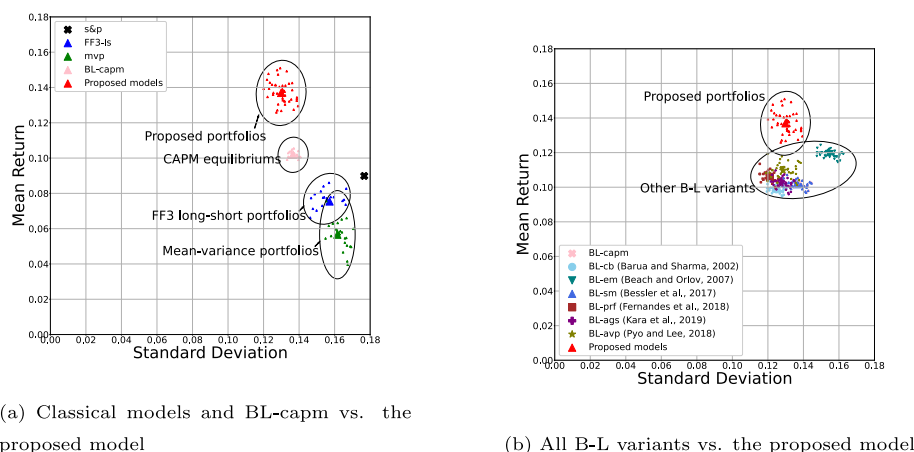 0.18
0.16
0.14
0.12
0.10
0.08
0.06
0.04
0.02
0.00
Mean Return
s&p
FF3-ls
mvp
BL-capm
Proposed models
Proposed portfolios
CAPM equilibriums
FF3 long-short portfolios
Mean-variance portfolios
0.00 0.02 0.04 0.06 0.08 0.10 0.12 0.14 0.16 0.18
Standard Deviation
(a) Classical models and BL-capm vs. the
proposed model
0.18
0.16
0.14
0.12
0.10
0.08
0.06
0.04
0.02
0.00
Mean Return
Proposed portfolios
Other B-L variants
BL-capm
BL-cb (Barua and Sharma, 2002)
BL-em (Beach and Orlov, 2007)
BL-sm (Bessler et al., 2017)
BL-prf (Fernandes et al., 2018)
BL-ags (Kara et al., 2019)
BL-avp (Pyo and Lee, 2018)
Proposed models
0.00 0.02 0.04 0.06 0.08 0.10 0.12 0.14 0.16 0.18
Standard Deviation
(b) All B-L variants vs. the proposed model